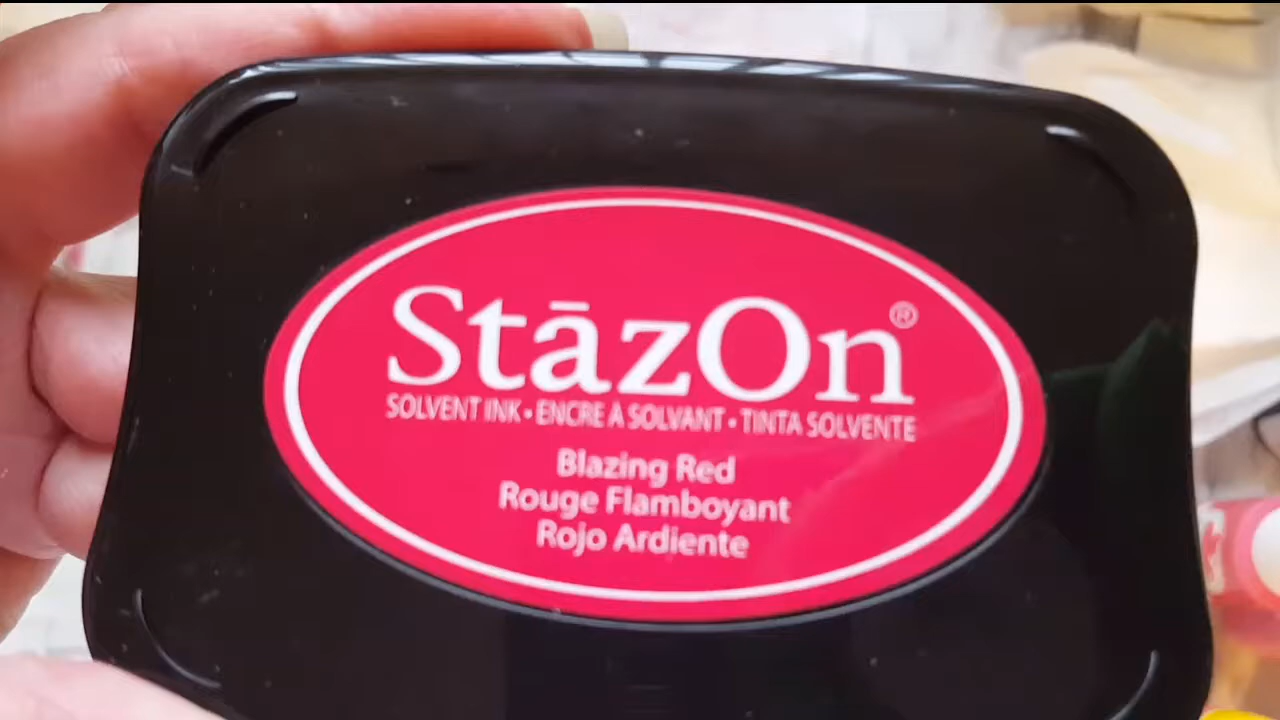 StāzOn®
SOLVENT INK • ENCRE À SOLVANT • TINTA SOLVENTE
Blazing Red
Rouge Flamboyant
Rojo Ardiente